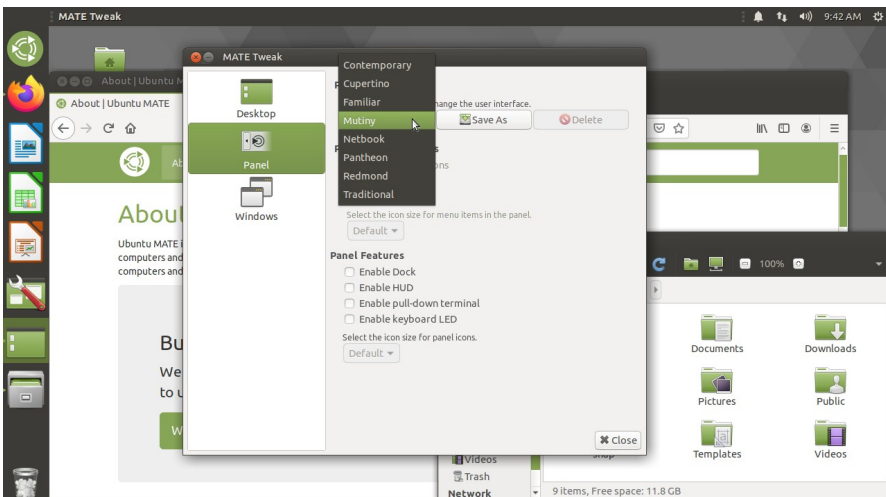 MATE Tweak
9:42 AM
About | Ubuntu M
About | Ubuntu MATE
Ab
About
Ubuntu MATE i
computers and
computers and
Bu
We
to u
W
MATE Tweak
Desktop
Panel
Windows
Contemporary
Cupertino
Familiar
Mutiny
Netbook
Pantheon
Redmond
Traditional
hange the user interface.
Save As
Delete
ons
Select the icon size for menu items in the panel.
Default
Panel Features
Enable Dock
Enable HUD
Enable pull-down terminal
Enable keyboard LED
Select the icon size for panel icons.
Default
Close
100%
Documents
Downloads
Pictures
Public
Templates
Videos
Videos
Trash
Network
9 items, Free space: 11.8 GB